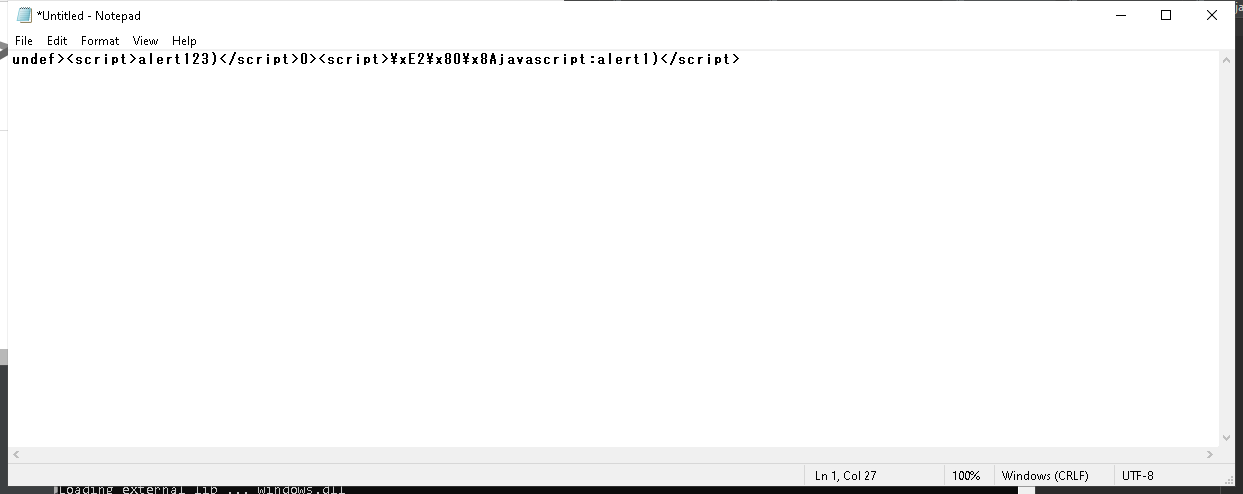 *Untitled - Notepad
File Edit Format View Help
undef><script>alert123)</script>0><script>¥xE2¥x80¥x8Ajavascript:alert1)</script>
Ln 1, Col 27 100% Windows (CRLF) UTF-8
Loading external lib ... windows.dll